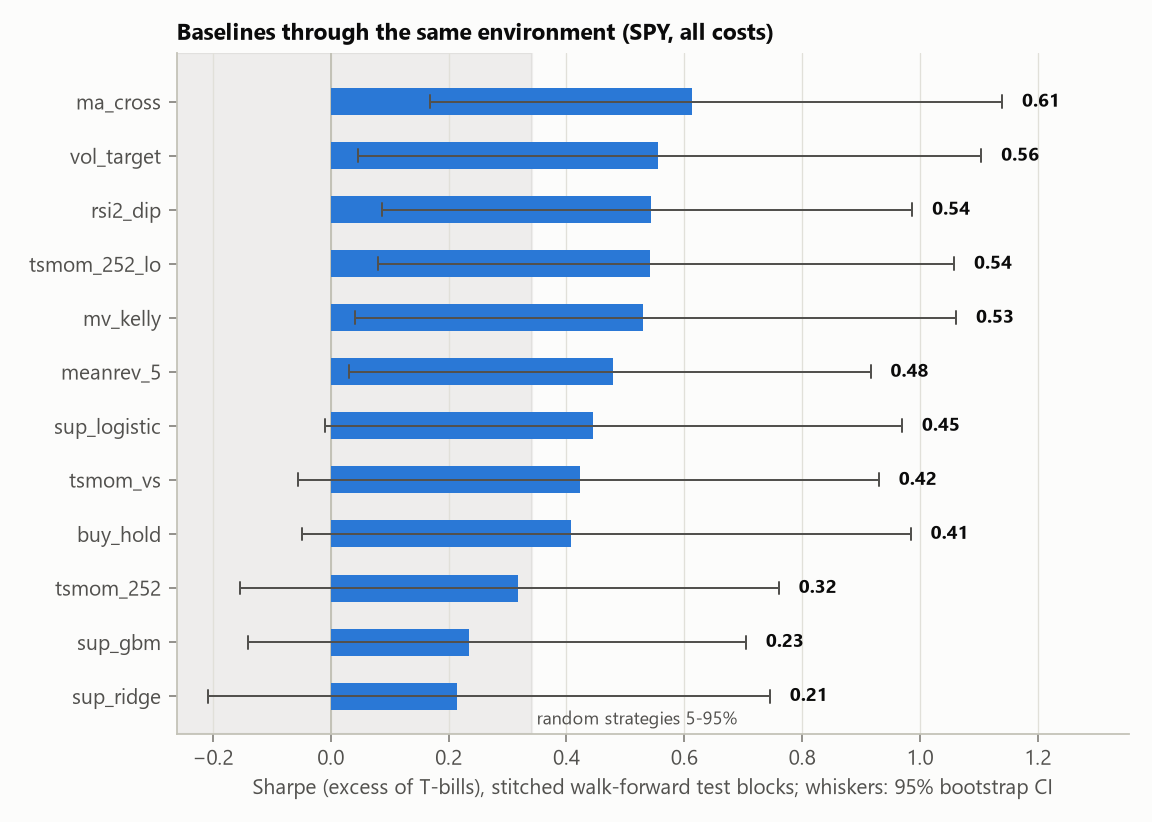 Baselines through the same environment (SPY, all costs)
ma_cross 0.61
vol_target 0.56
rsi2_dip 0.54
tsmom_252_lo 0.54
mv_kelly 0.53
meanrev_5 0.48
sup_logistic 0.45
tsmom_vs 0.42
buy_hold 0.41
tsmom_252 0.32
sup_gbm 0.23
sup_ridge 0.21
random strategies 5-95%
−0.2 0.0 0.2 0.4 0.6 0.8 1.0 1.2
Sharpe (excess of T-bills), stitched walk-forward test blocks; whiskers: 95% bootstrap CI